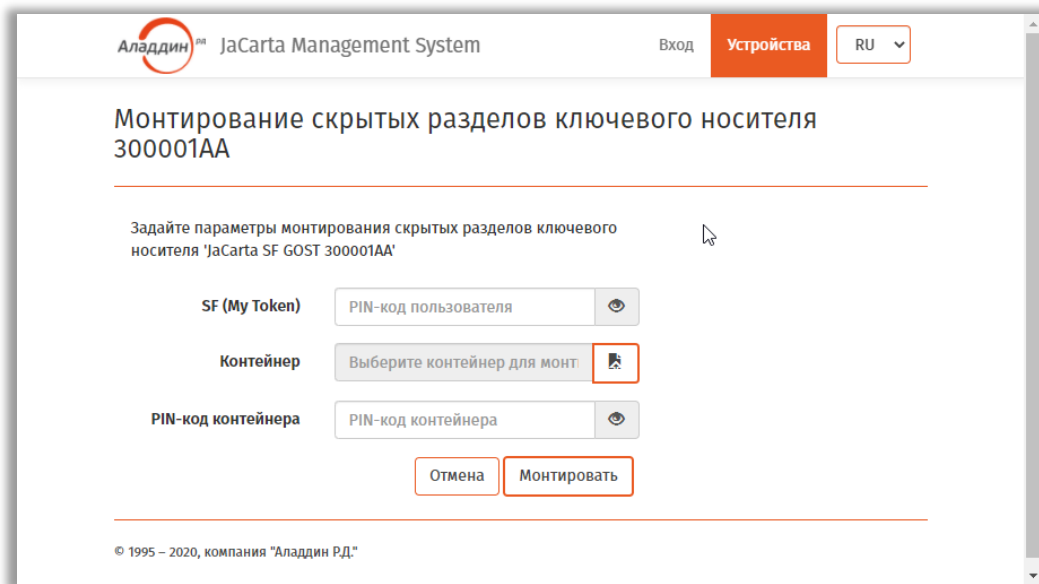 Аладдин РД JaCarta Management System Вход Устройства RU
Монтирование скрытых разделов ключевого носителя
300001AA
Задайте параметры монтирования скрытых разделов ключевого
носителя 'JaCarta SF GOST 300001AA'
SF (My Token) PIN-код пользователя
Контейнер Выберите контейнер для монт
PIN-код контейнера PIN-код контейнера
Отмена Монтировать
© 1995 – 2020, компания "Аладдин Р.Д."